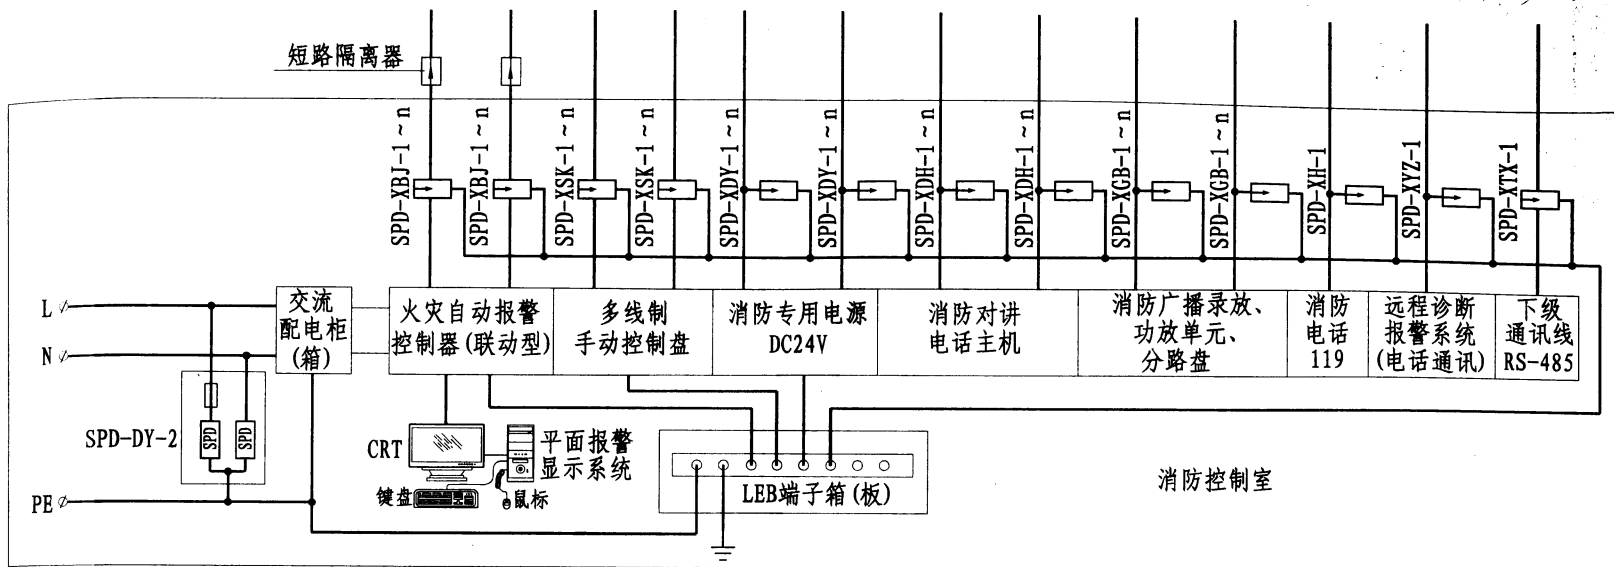 短路隔离器
SPD-XBJ-1~n
SPD-XBJ-1~n
SPD-XSK-1~n
SPD-XSK-1~n
SPD-XDY-1~n
SPD-XDY-1~n
SPD-XDH-1~n
SPD-XDH-1~n
SPD-XGB-1~n
SPD-XGB-1~n
SPD-XH-1
SPD-XYZ-1
SPD-XTX-1
L
N
交流
配电柜
(箱)
火灾自动报警
控制器(联动型)
多线制
手动控制盘
消防专用电源
DC24V
消防对讲
电话主机
消防广播录放、
功放单元、
分路盘
消防
电话
119
远程诊断
报警系统
(电话通讯)
下级
通讯线
RS-485
SPD-DY-2
SPD
SPD
PE
CRT
平面报警
显示系统
键盘
鼠标
LEB端子箱(板)
消防控制室